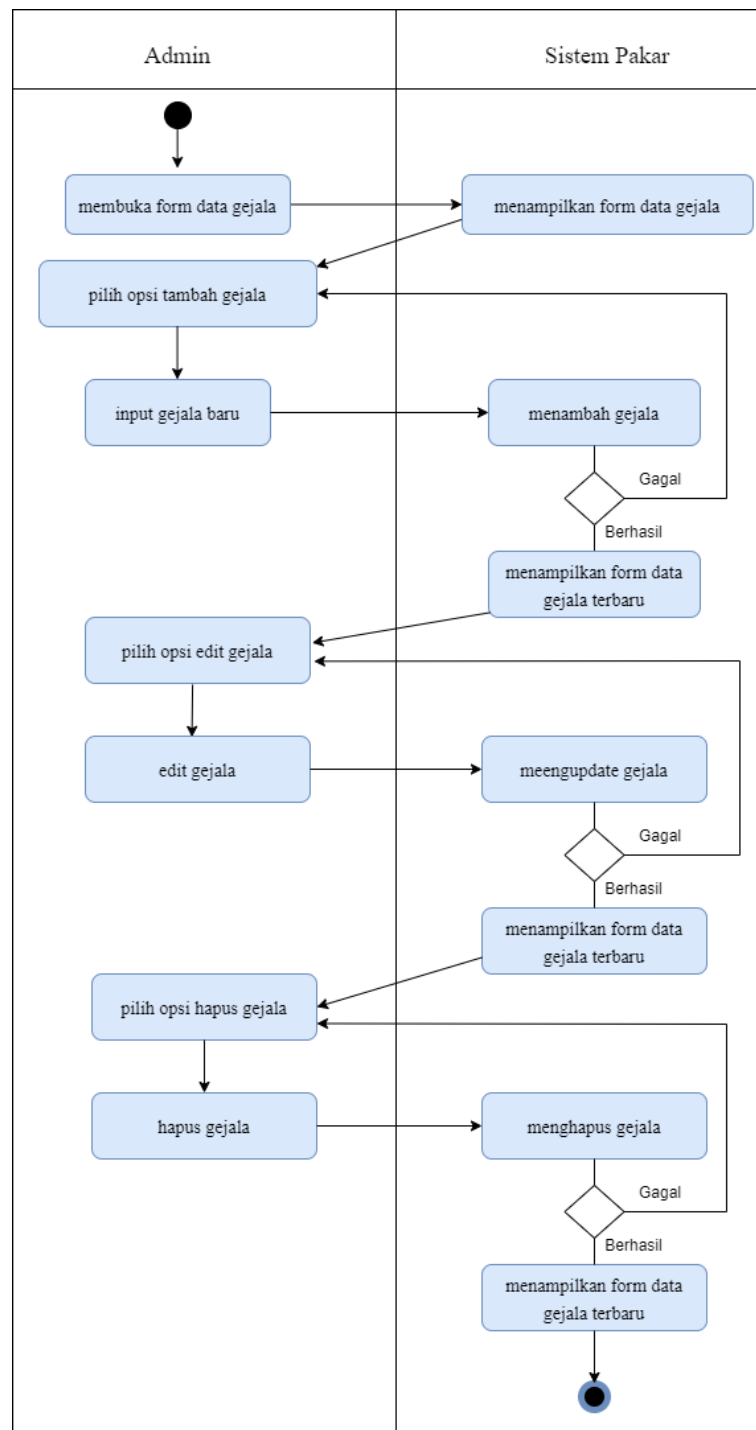 Admin
Sistem Pakar
membuka form data gejala
menampilkan form data gejala
pilih opsi tambah gejala
input gejala baru
menambah gejala
Gagal
Berhasil
menampilkan form data
gejala terbaru
pilih opsi edit gejala
edit gejala
meengupdate gejala
Gagal
Berhasil
menampilkan form data
gejala terbaru
pilih opsi hapus gejala
hapus gejala
menghapus gejala
Gagal
Berhasil
menampilkan form data
gejala terbaru